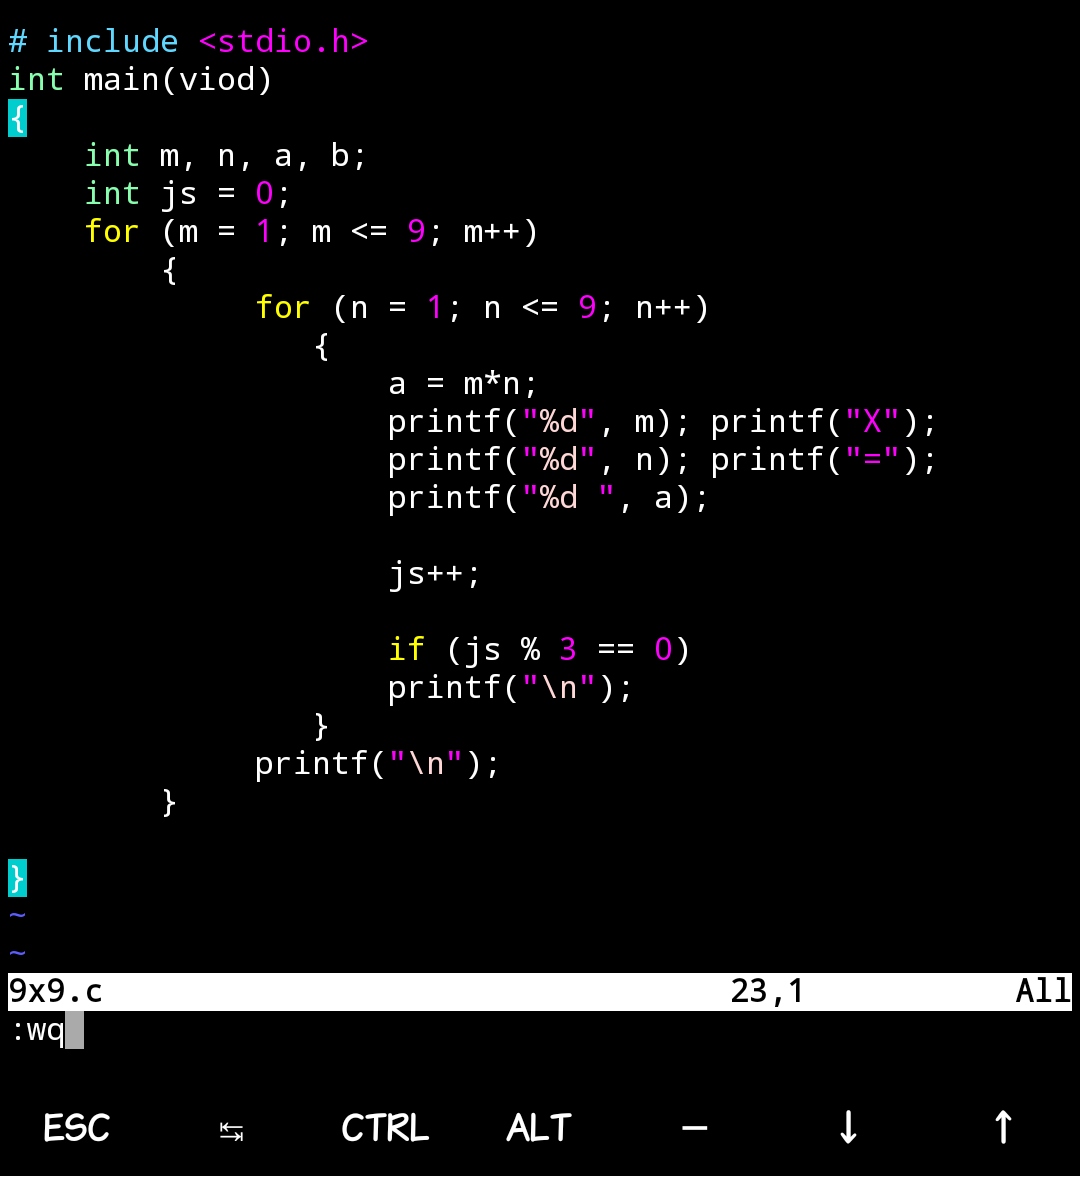 # include <stdio.h>
int main(viod)
{
    int m, n, a, b;
    int js = 0;
    for (m = 1; m <= 9; m++)
        {
             for (n = 1; n <= 9; n++)
                {
                    a = m*n;
                    printf("%d", m); printf("X");
                    printf("%d", n); printf("=");
                    printf("%d ", a);

                    js++;

                    if (js % 3 == 0)
                    printf("\n");
                }
             printf("\n");
        }

}
~
~
9x9.c 23,1 All
:wq
ESC ↹ CTRL ALT — ↓ ↑